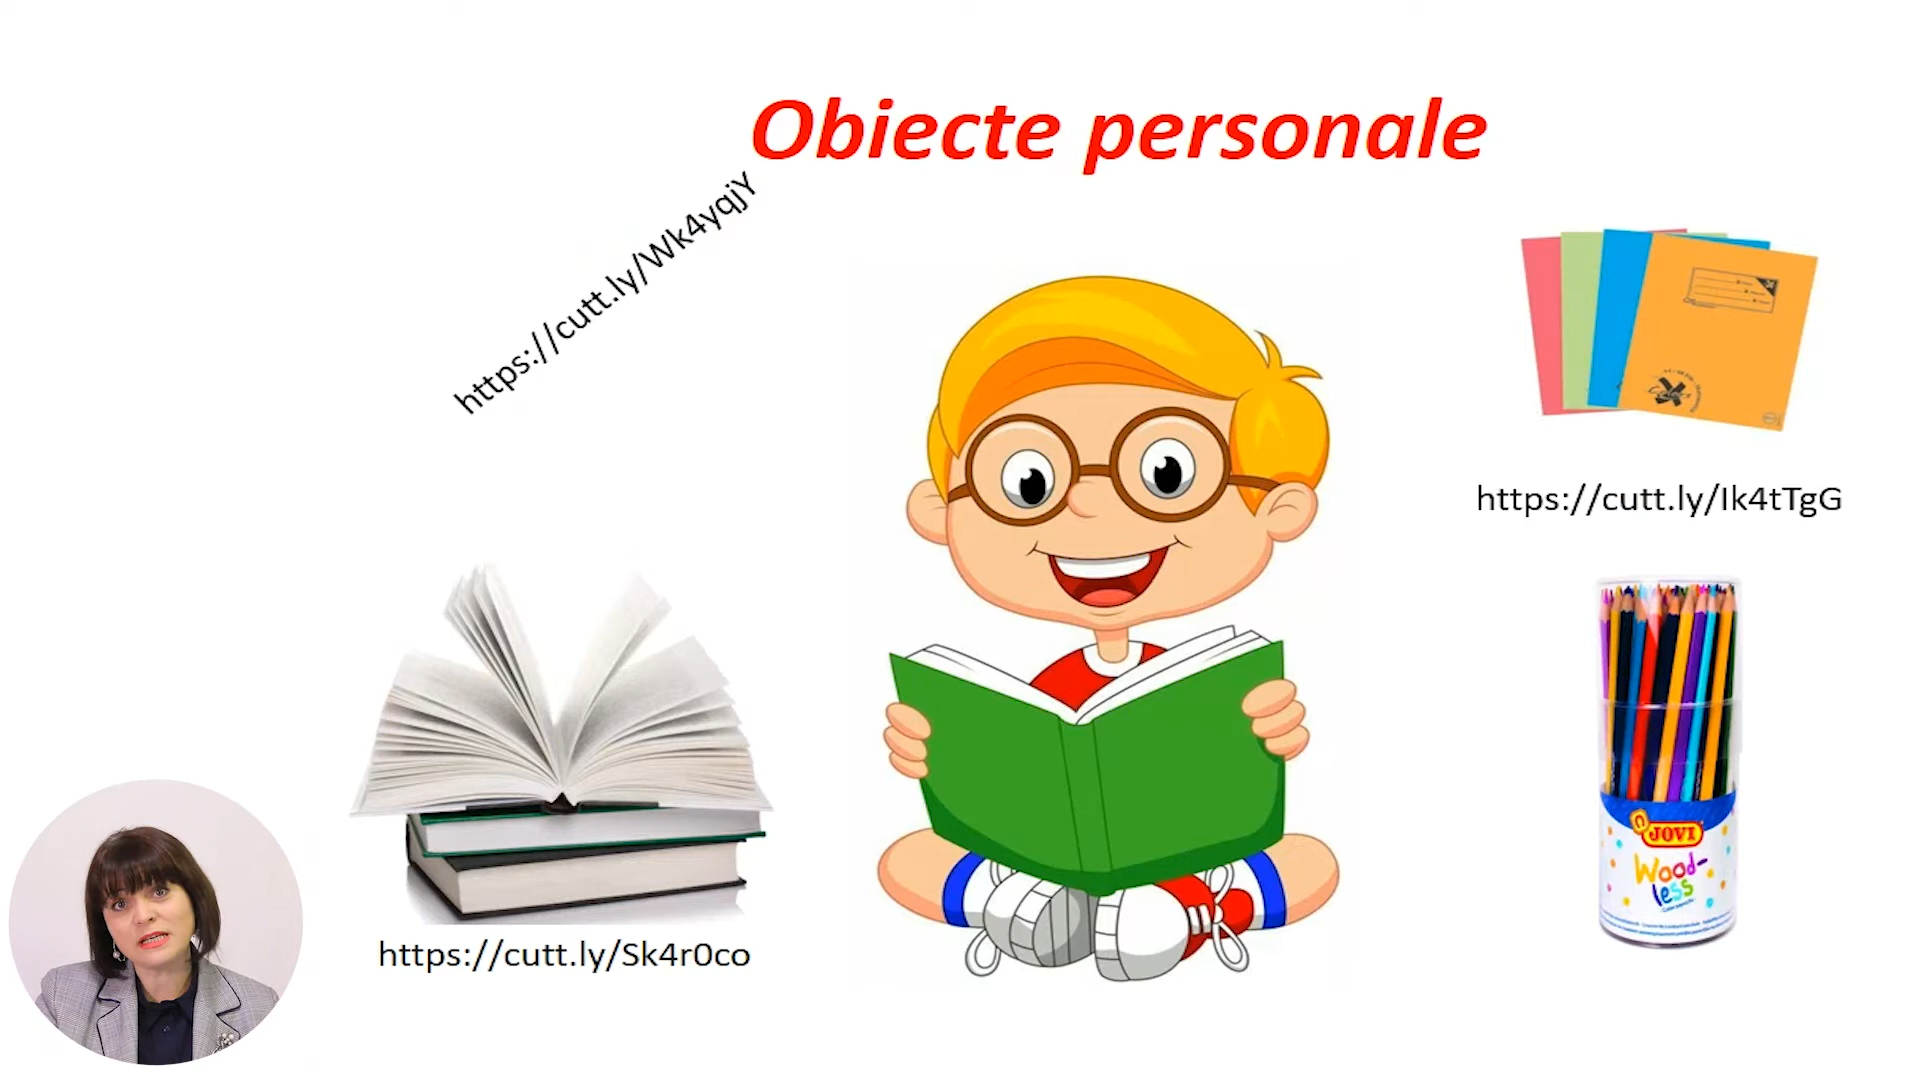 Obiecte personale
https://cutt.ly/Wk4yqjY
https://cutt.ly/Ik4tTgG
https://cutt.ly/Sk4r0co
JOVI
Wood-
less